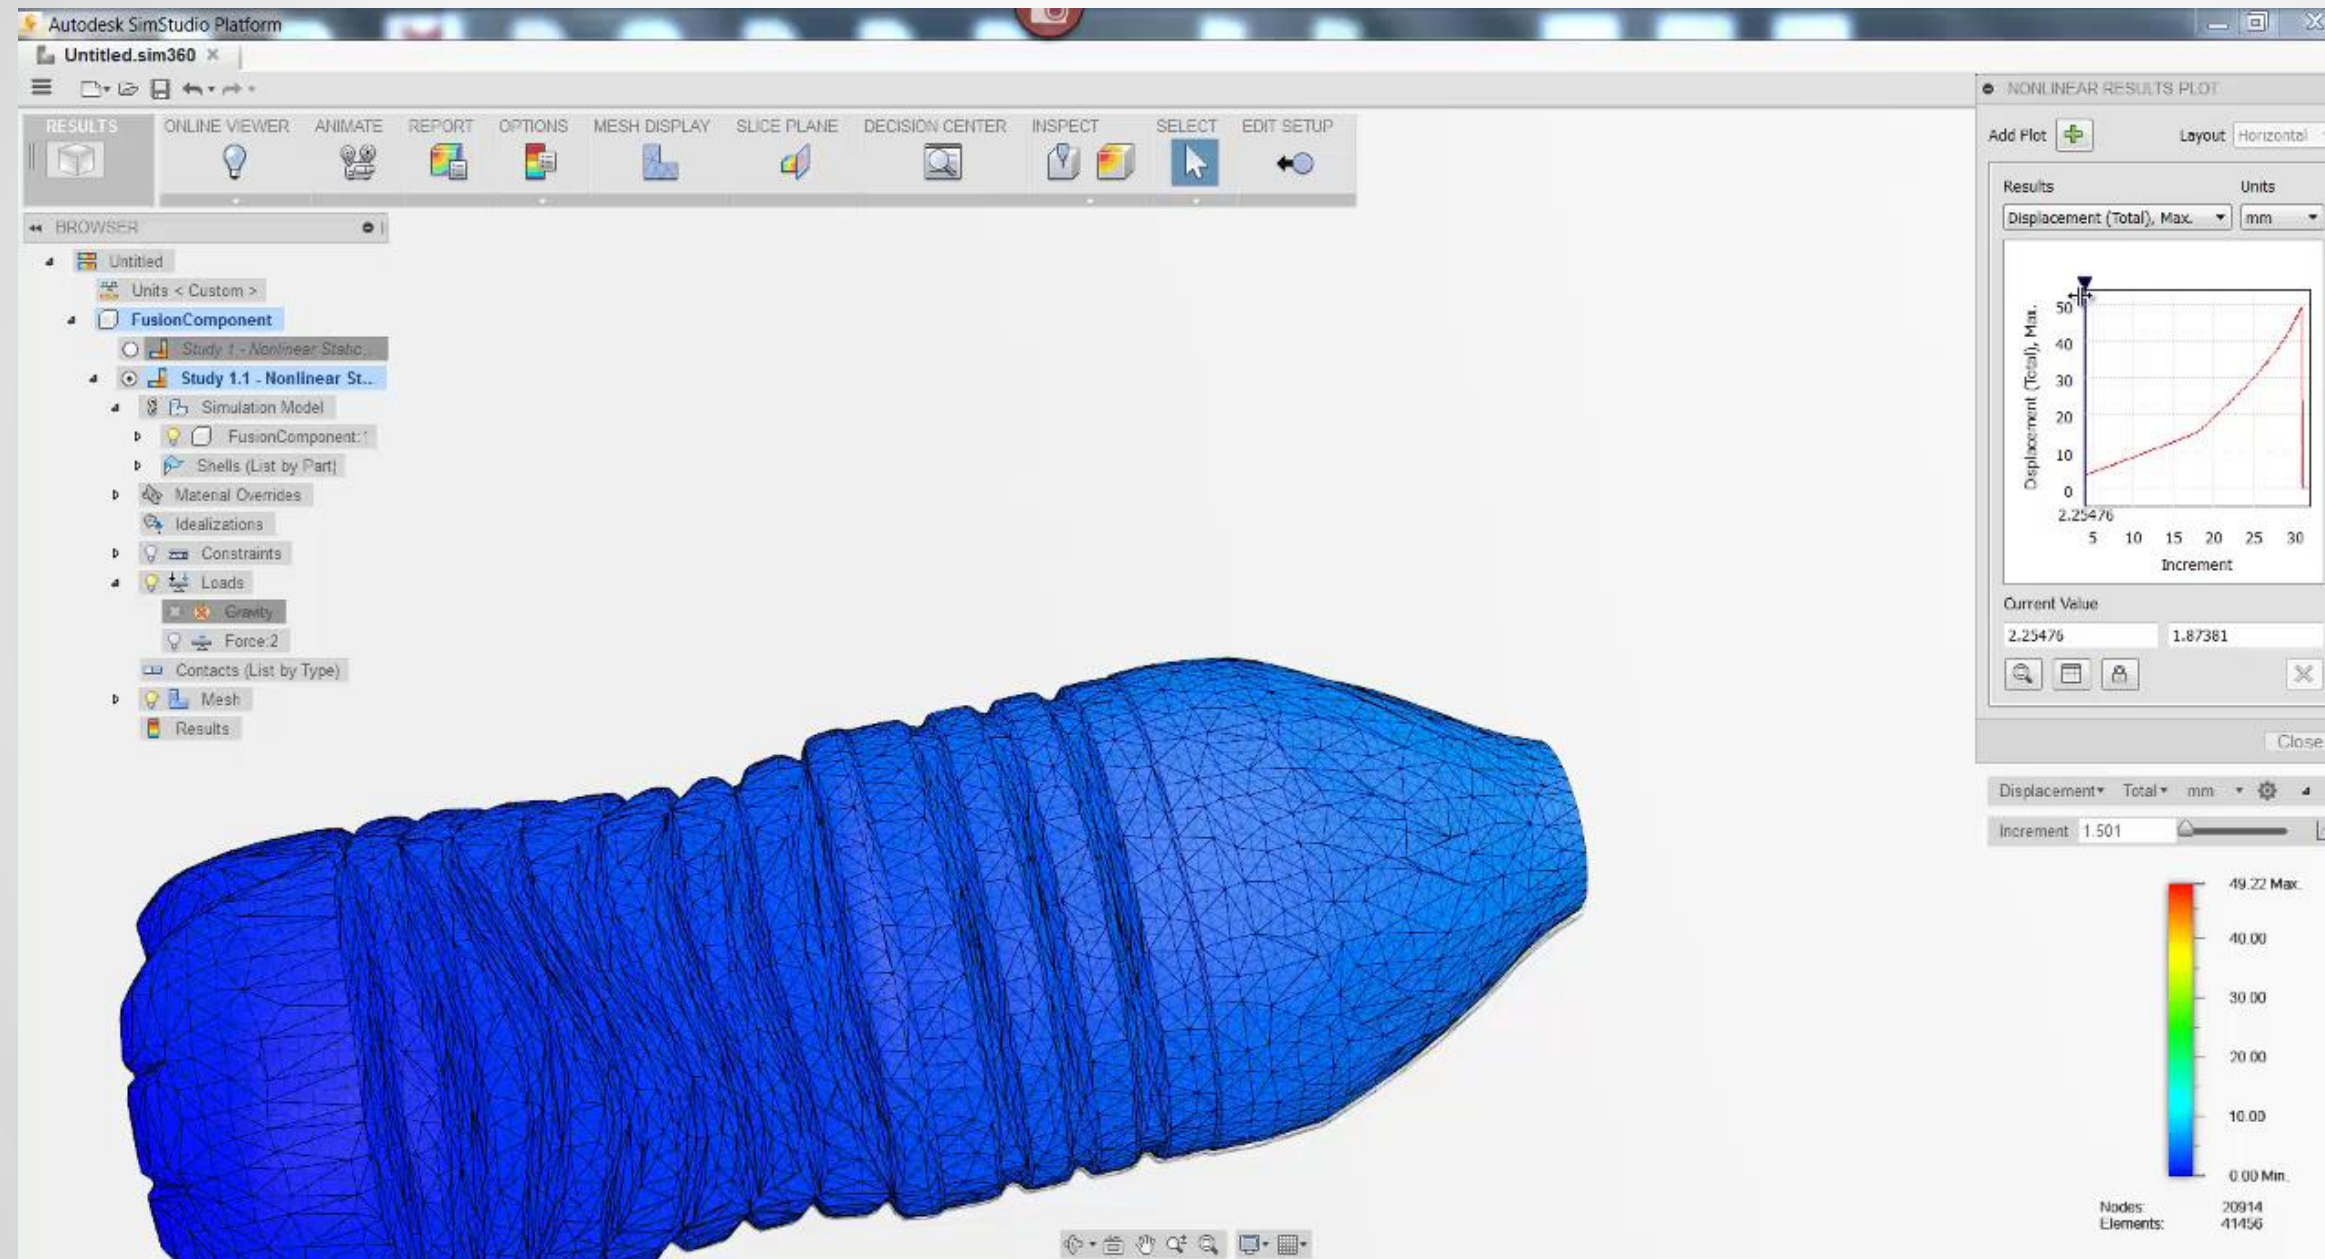 Autodesk SimStudio Platform
Untitled.sim360
RESULTS
ONLINE VIEWER
ANIMATE
REPORT
OPTIONS
MESH DISPLAY
SLICE PLANE
DECISION CENTER
INSPECT
SELECT
EDIT SETUP
BROWSER
Untitled
Units < Custom >
FusionComponent
Study 1 - Nonlinear Static...
Study 1.1 - Nonlinear St...
Simulation Model
FusionComponent:1
Shells (List by Part)
Material Overrides
Idealizations
Constraints
Loads
Gravity
Force:2
Contacts (List by Type)
Mesh
Results
NONLINEAR RESULTS PLOT
Add Plot
Layout Horizontal
Results Units
Displacement (Total), Max. mm
Displacement (Total), Max.
50
40
30
20
10
0
2.25476
5 10 15 20 25 30
Increment
Current Value
2.25476 1.87381
Close
Displacement Total mm
Increment 1.501
49.22 Max.
40.00
30.00
20.00
10.00
0.00 Min.
Nodes: 20914
Elements: 41456